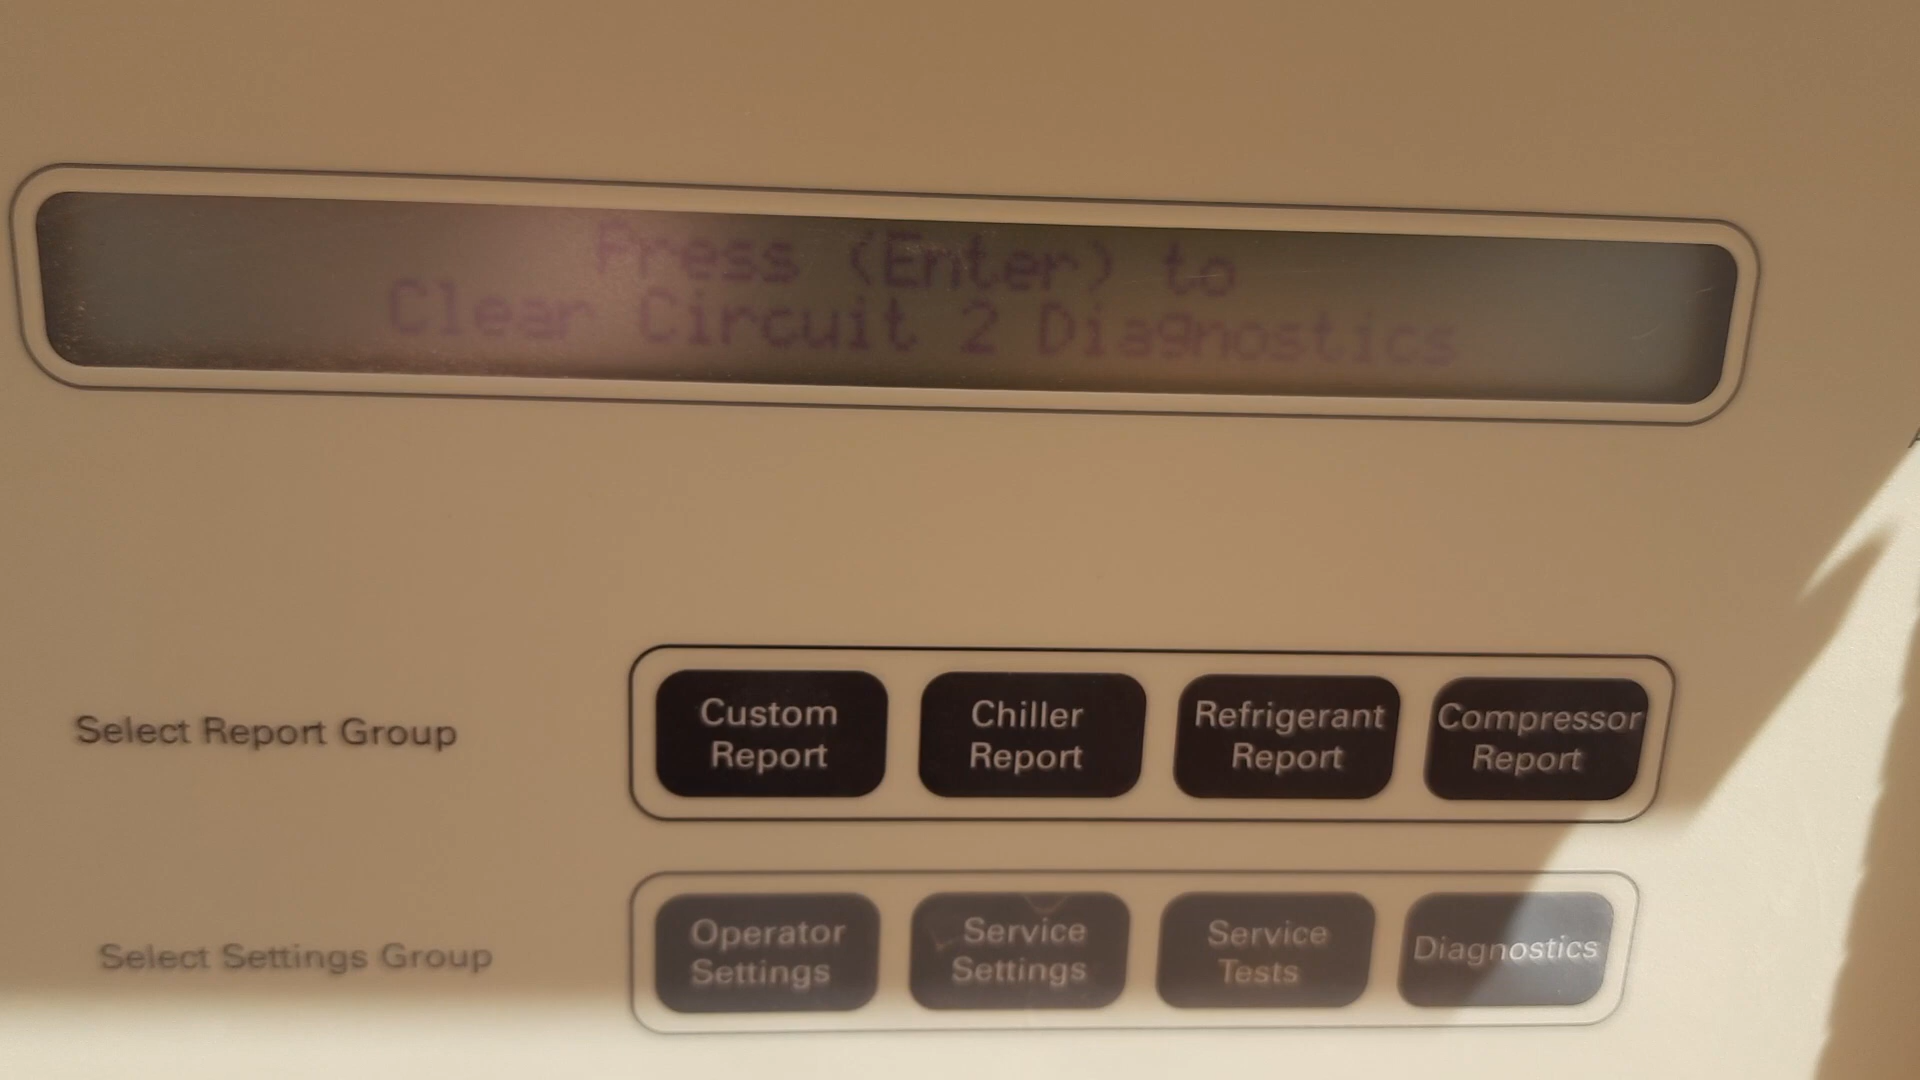 Press (Enter) to
Clear Circuit 2 Diagnostics
Select Report Group
Custom
Report
Chiller
Report
Refrigerant
Report
Compressor
Report
Select Settings Group
Operator
Settings
Service
Settings
Service
Tests
Diagnostics